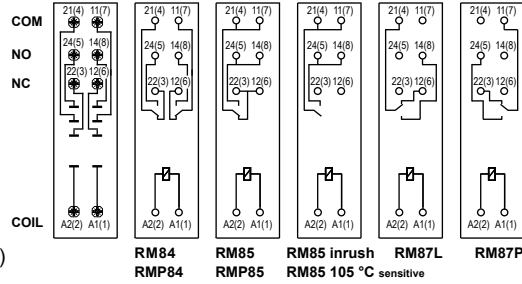 COM 21(4) 11(7) 21(4) 11(7) 21(4) 11(7) 21(4) 11(7) 21(4) 11(7) 21(4) 11(7)
NO 24(5) 14(8) 24(5) 14(8) 24(5) 14(8) 24(5) 14(8) 24(5) 14(8) 24(5) 14(8)
NC 22(3) 12(6) 22(3) 12(6) 22(3) 12(6) 22(3) 12(6) 22(3) 12(6) 22(3) 12(6)
COIL A2(2) A1(1) A2(2) A1(1) A2(2) A1(1) A2(2) A1(1) A2(2) A1(1) A2(2) A1(1)
) RM84 RM85 RM85 inrush RM87L RM87P
RMP84 RMP85 RM85 105 °C sensitive